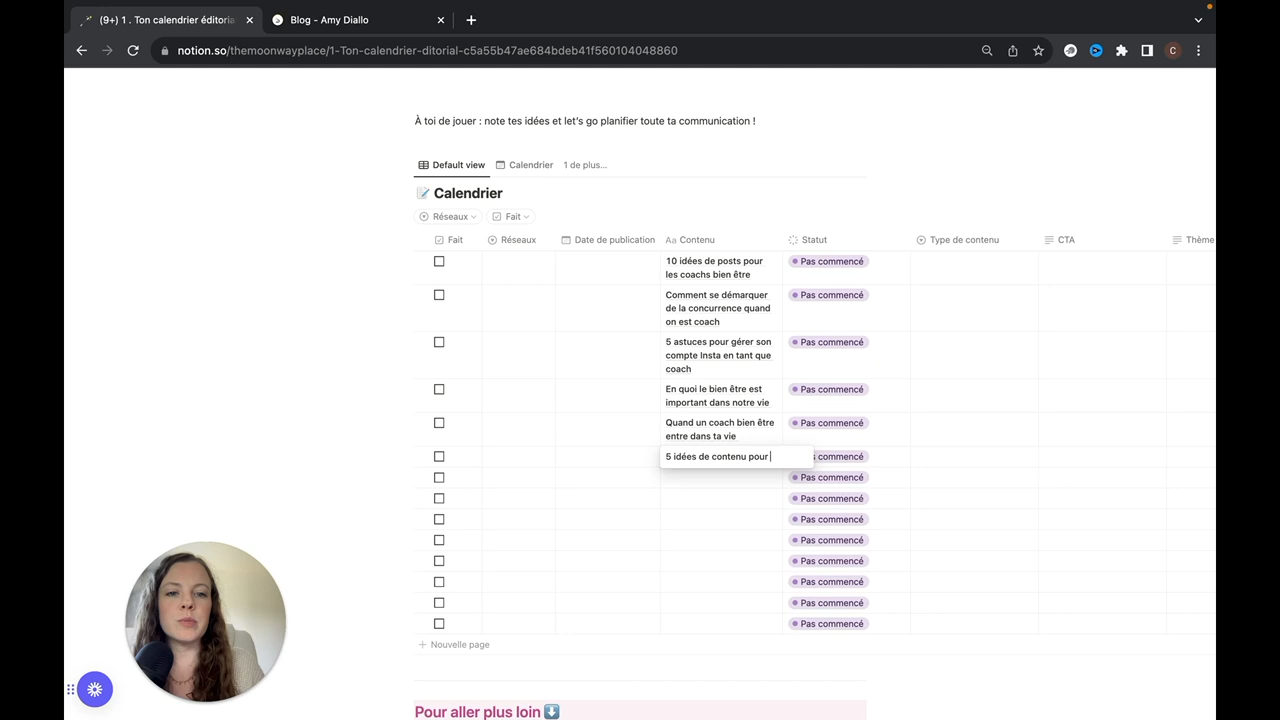 (9+) 1 . Ton calendrier éditoria
Blog - Amy Diallo
notion.so/themoonwayplace/1-Ton-calendrier-ditorial-c5a55b47ae684bdeb41f560104048860
C
À toi de jouer : note tes idées et let's go planifier toute ta communication !
Default view
Calendrier
1 de plus...
Calendrier
Réseaux
Fait
Fait
Réseaux
Date de publication
Aa Contenu
Statut
Type de contenu
CTA
Thème
10 idées de posts pour
les coachs bien être
Pas commencé
Comment se démarquer
de la concurrence quand
on est coach
Pas commencé
5 astuces pour gérer son
compte Insta en tant que
coach
Pas commencé
En quoi le bien être est
important dans notre vie
Pas commencé
Quand un coach bien être
entre dans ta vie
Pas commencé
5 idées de contenu pour
s commencé
Pas commencé
Pas commencé
Pas commencé
Pas commencé
Pas commencé
Pas commencé
Pas commencé
Pas commencé
+ Nouvelle page
Pour aller plus loin